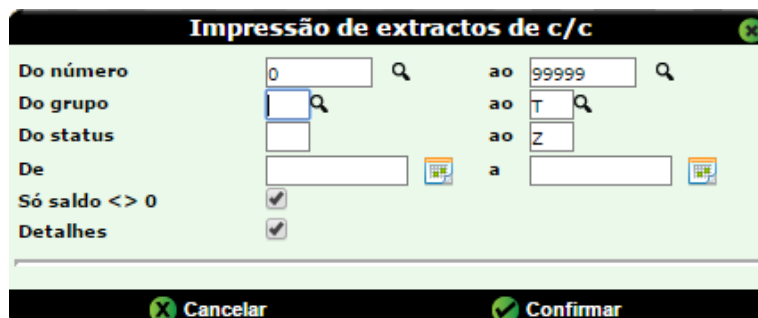 Impressão de extractos de c/c
Do número 0 ao 99999
Do grupo ao T
Do status ao Z
De a
Só saldo <> 0
Detalhes
Cancelar Confirmar